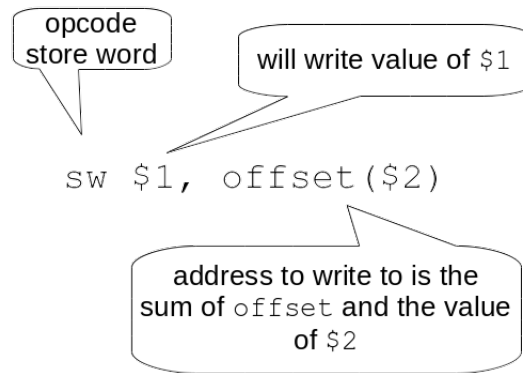 opcode
store word
will write value of $1
sw $1, offset($2)
address to write to is the
sum of offset and the value
of $2